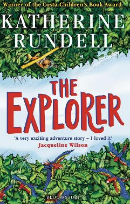 Winner of the Costa Children's Book Award
KATHERINE
RUNDELL
THE
EXPLORER
'A very exciting adventure story – I loved it!'
Jacqueline Wilson